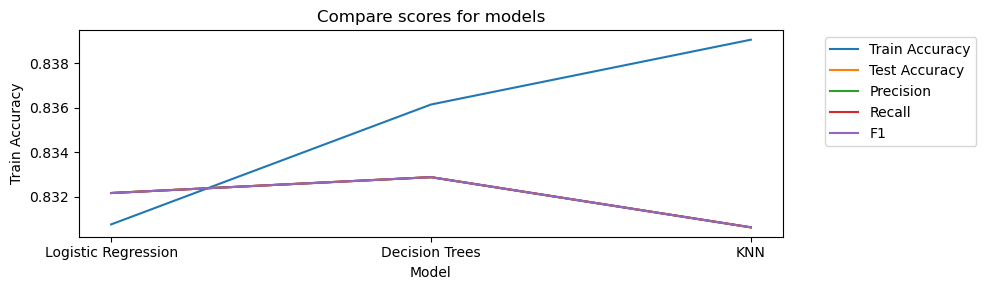 Compare scores for models
Train Accuracy
0.838
0.836
0.834
0.832
Logistic Regression
Decision Trees
KNN
Model
Train Accuracy
Test Accuracy
Precision
Recall
F1